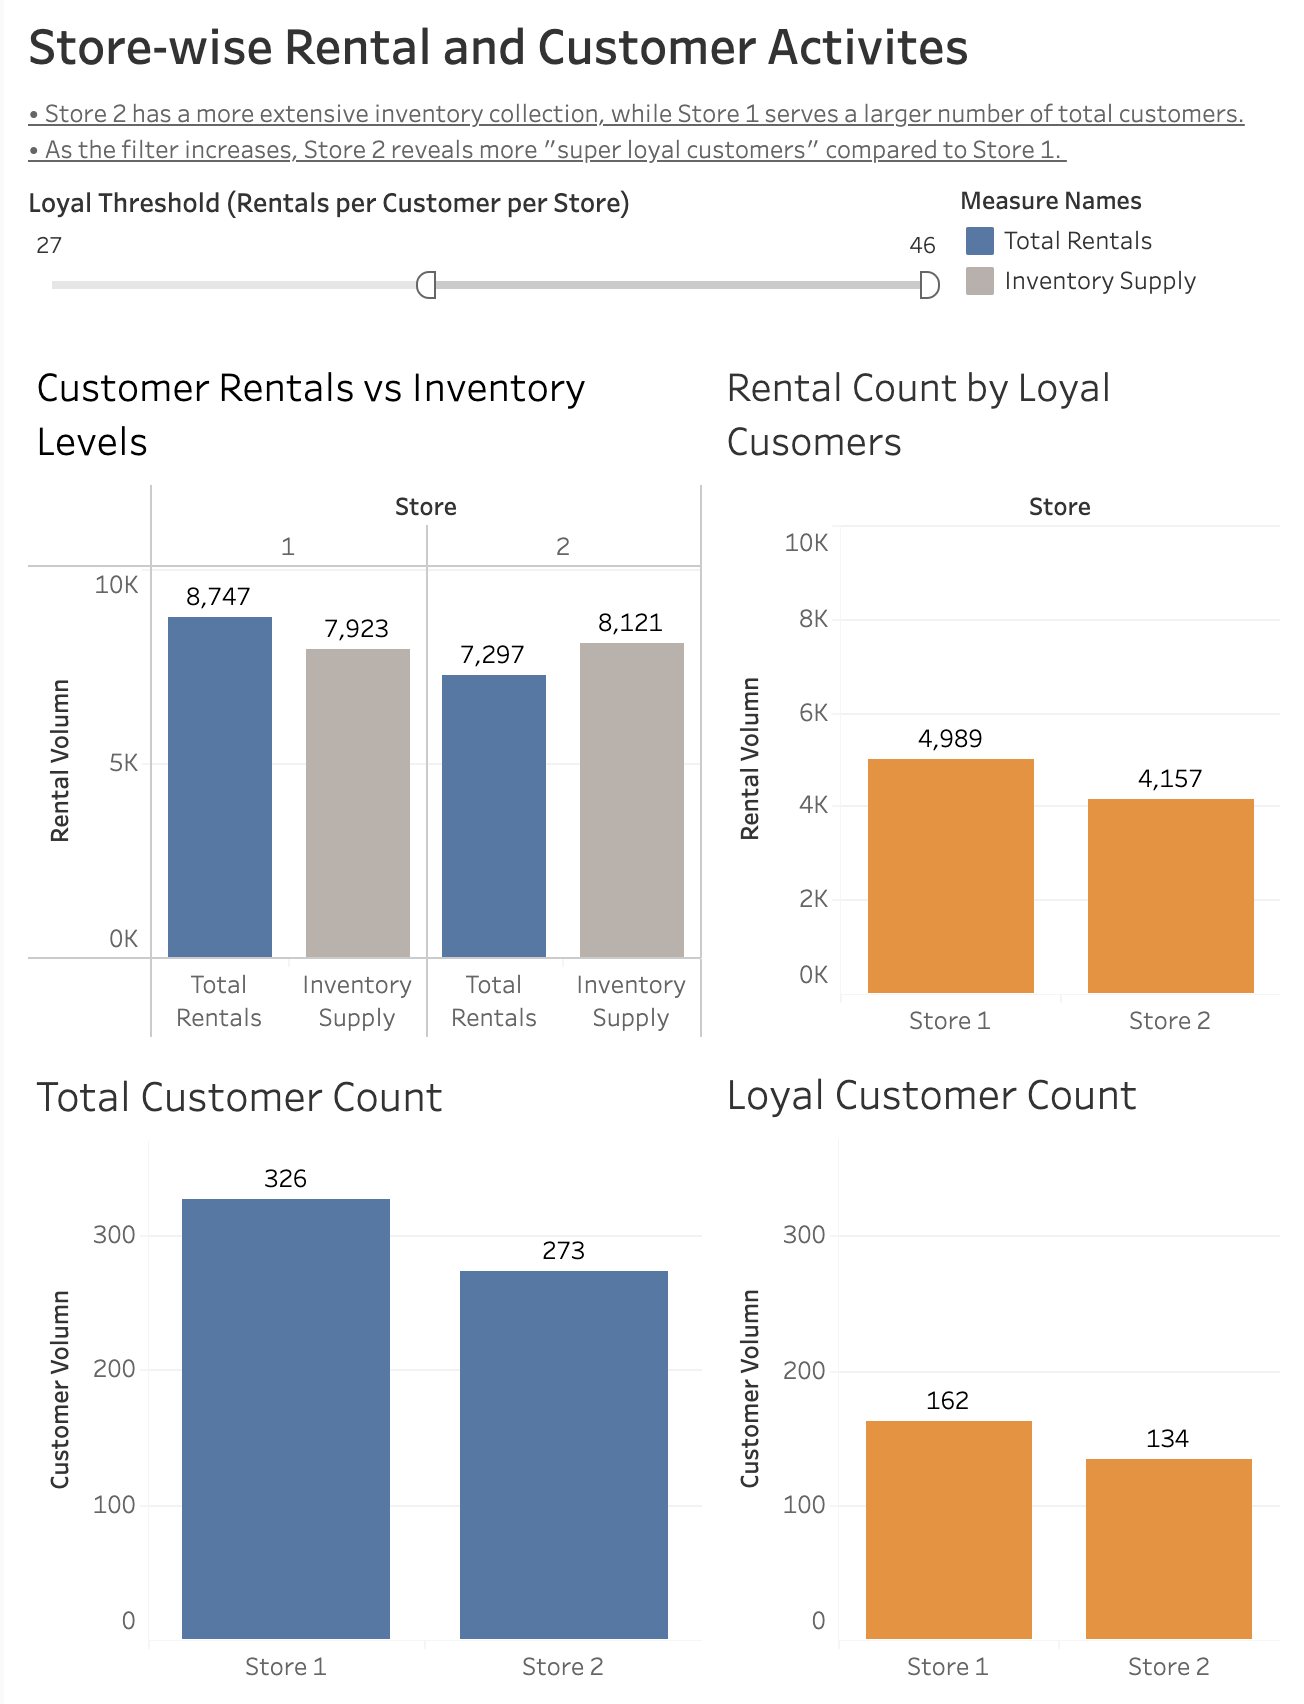 Store-wise Rental and Customer Activites
• Store 2 has a more extensive inventory collection, while Store 1 serves a larger number of total customers.
• As the filter increases, Store 2 reveals more "super loyal customers" compared to Store 1.
Loyal Threshold (Rentals per Customer per Store)
27
46
Measure Names
Total Rentals
Inventory Supply
Customer Rentals vs Inventory
Levels
Store
1
2
10K
5K
0K
Rental Volumn
8,747
7,923
7,297
8,121
Total
Rentals
Inventory
Supply
Total
Rentals
Inventory
Supply
Rental Count by Loyal
Cusomers
Store
10K
8K
6K
4K
2K
0K
Rental Volumn
4,989
4,157
Store 1
Store 2
Total Customer Count
300
200
100
0
Customer Volumn
326
273
Store 1
Store 2
Loyal Customer Count
300
200
100
0
Customer Volumn
162
134
Store 1
Store 2